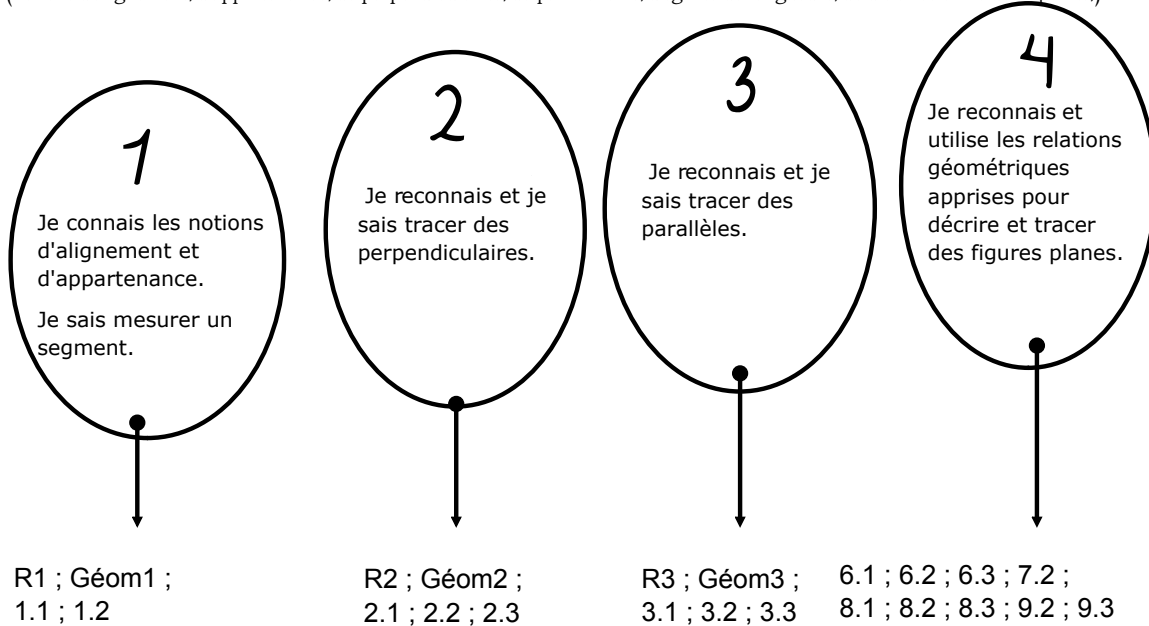 1
Je connais les notions
d'alignement et
d'appartenance.
Je sais mesurer un
segment.
2
Je reconnais et je
sais tracer des
perpendiculaires.
3
Je reconnais et je
sais tracer des
parallèles.
4
Je reconnais et
utilise les relations
géométriques
apprises pour
décrire et tracer
des figures planes.
R1 ; Géom1 ;
1.1 ; 1.2
R2 ; Géom2 ;
2.1 ; 2.2 ; 2.3
R3 ; Géom3 ;
3.1 ; 3.2 ; 3.3
6.1 ; 6.2 ; 6.3 ; 7.2 ;
8.1 ; 8.2 ; 8.3 ; 9.2 ; 9.3